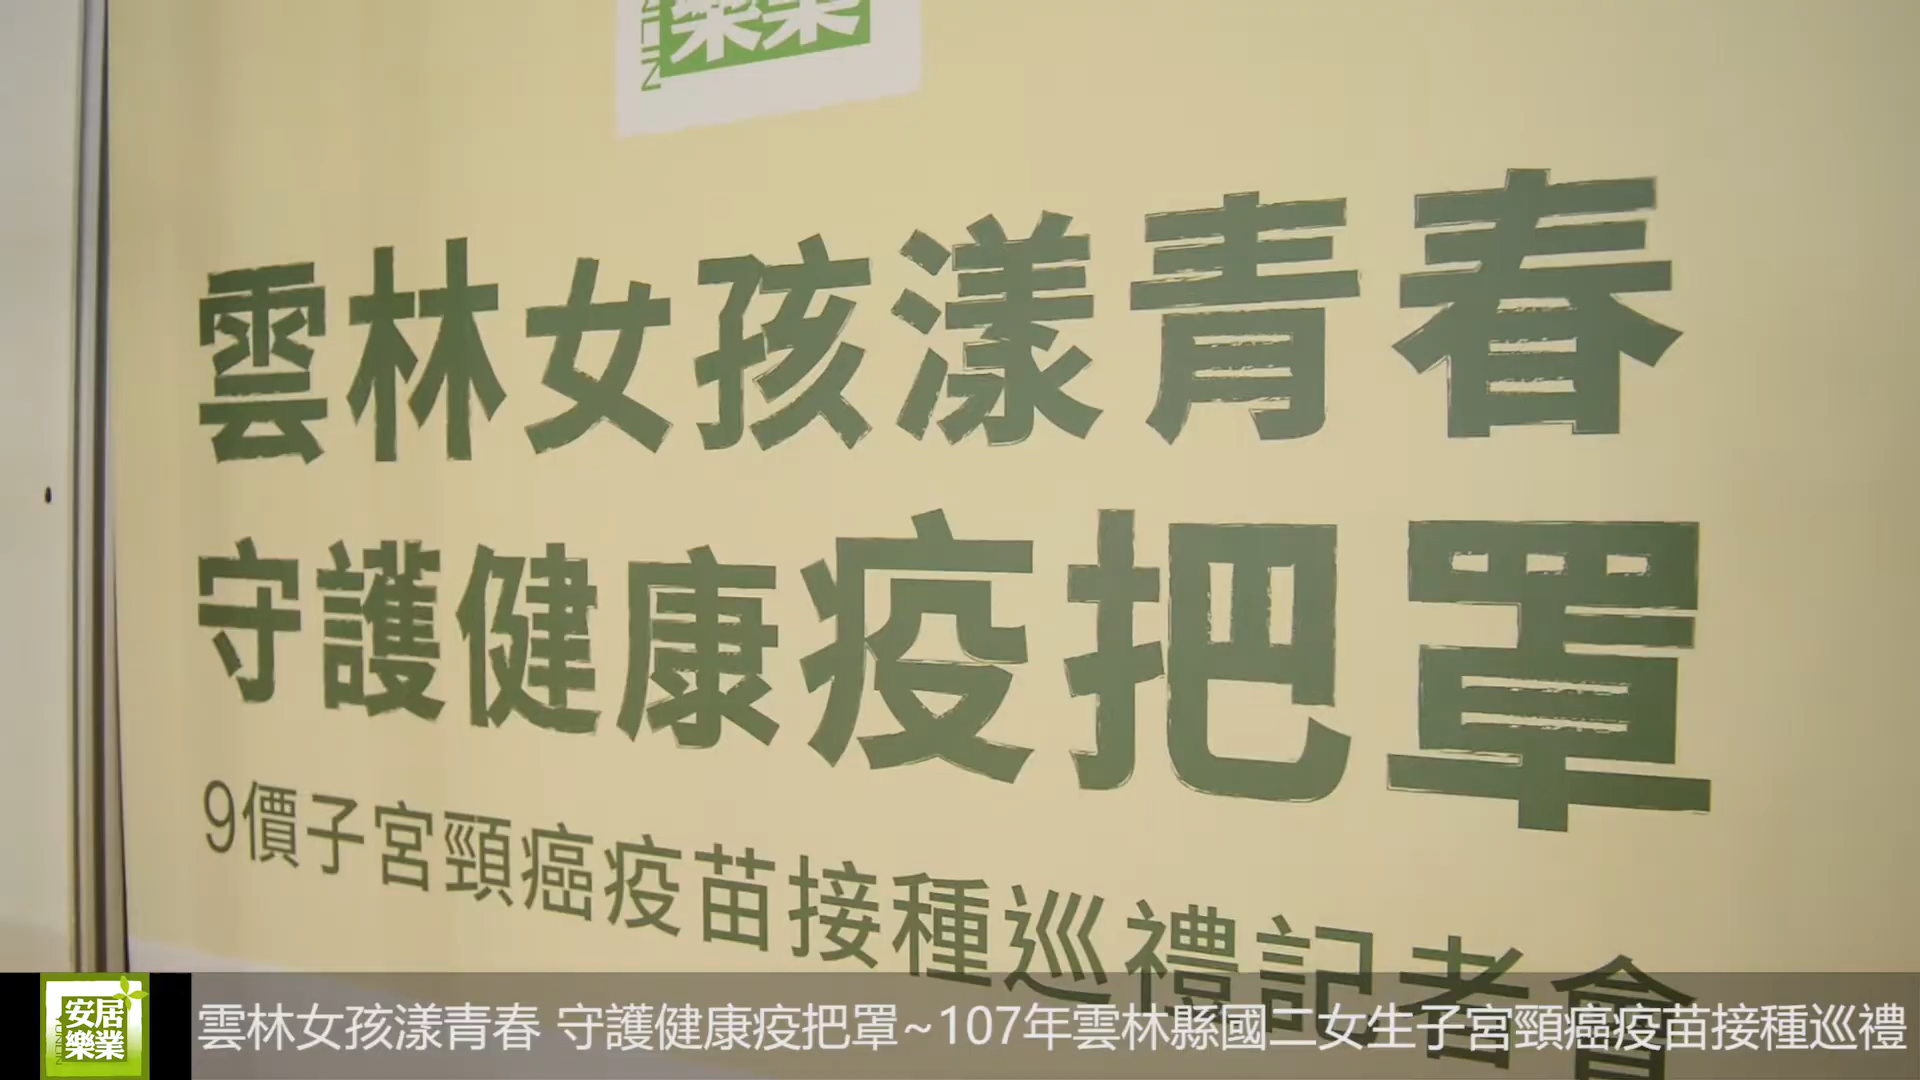 樂業
雲林女孩漾青春
守護健康疫把罩
9價子宮頸癌疫苗接種巡禮記者會
安居
樂業
雲林女孩漾青春 守護健康疫把罩~107年雲林縣國二女生子宮頸癌疫苗接種巡禮